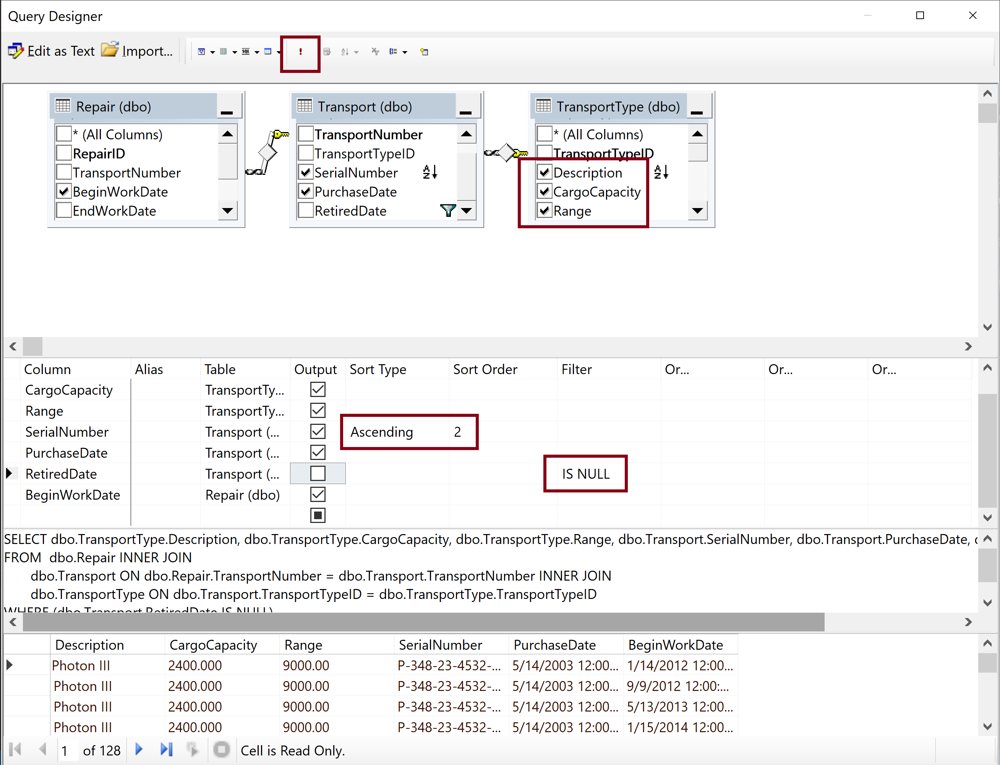 Query Designer
Edit as Text Import... SQL ! A Z
Repair (dbo) Transport (dbo) TransportType (dbo)
* (All Columns) TransportNumber * (All Columns)
RepairID TransportTypeID TransportTypeID
TransportNumber SerialNumber A Z Description A Z
BeginWorkDate PurchaseDate CargoCapacity
EndWorkDate RetiredDate Range
Column Alias Table Output Sort Type Sort Order Filter Or... Or... Or...
CargoCapacity TransportTy...
Range TransportTy...
SerialNumber Transport (... Ascending 2
PurchaseDate Transport (...
RetiredDate Transport (... IS NULL
BeginWorkDate Repair (dbo)
SELECT dbo.TransportType.Description, dbo.TransportType.CargoCapacity, dbo.TransportType.Range, dbo.Transport.SerialNumber, dbo.Transport.PurchaseDate,
FROM dbo.Repair INNER JOIN
dbo.Transport ON dbo.Repair.TransportNumber = dbo.Transport.TransportNumber INNER JOIN
dbo.TransportType ON dbo.Transport.TransportTypeID = dbo.TransportType.TransportTypeID
WHERE (dbo.Transport.RetiredDate IS NULL)
Description CargoCapacity Range SerialNumber PurchaseDate BeginWorkDate
Photon III 2400.000 9000.00 P-348-23-4532-... 5/14/2003 12:00... 1/14/2012 12:00...
Photon III 2400.000 9000.00 P-348-23-4532-... 5/14/2003 12:00... 9/9/2012 12:00:...
Photon III 2400.000 9000.00 P-348-23-4532-... 5/14/2003 12:00... 5/13/2013 12:00...
Photon III 2400.000 9000.00 P-348-23-4532-... 5/14/2003 12:00... 1/15/2014 12:00...
1 of 128 Cell is Read Only.